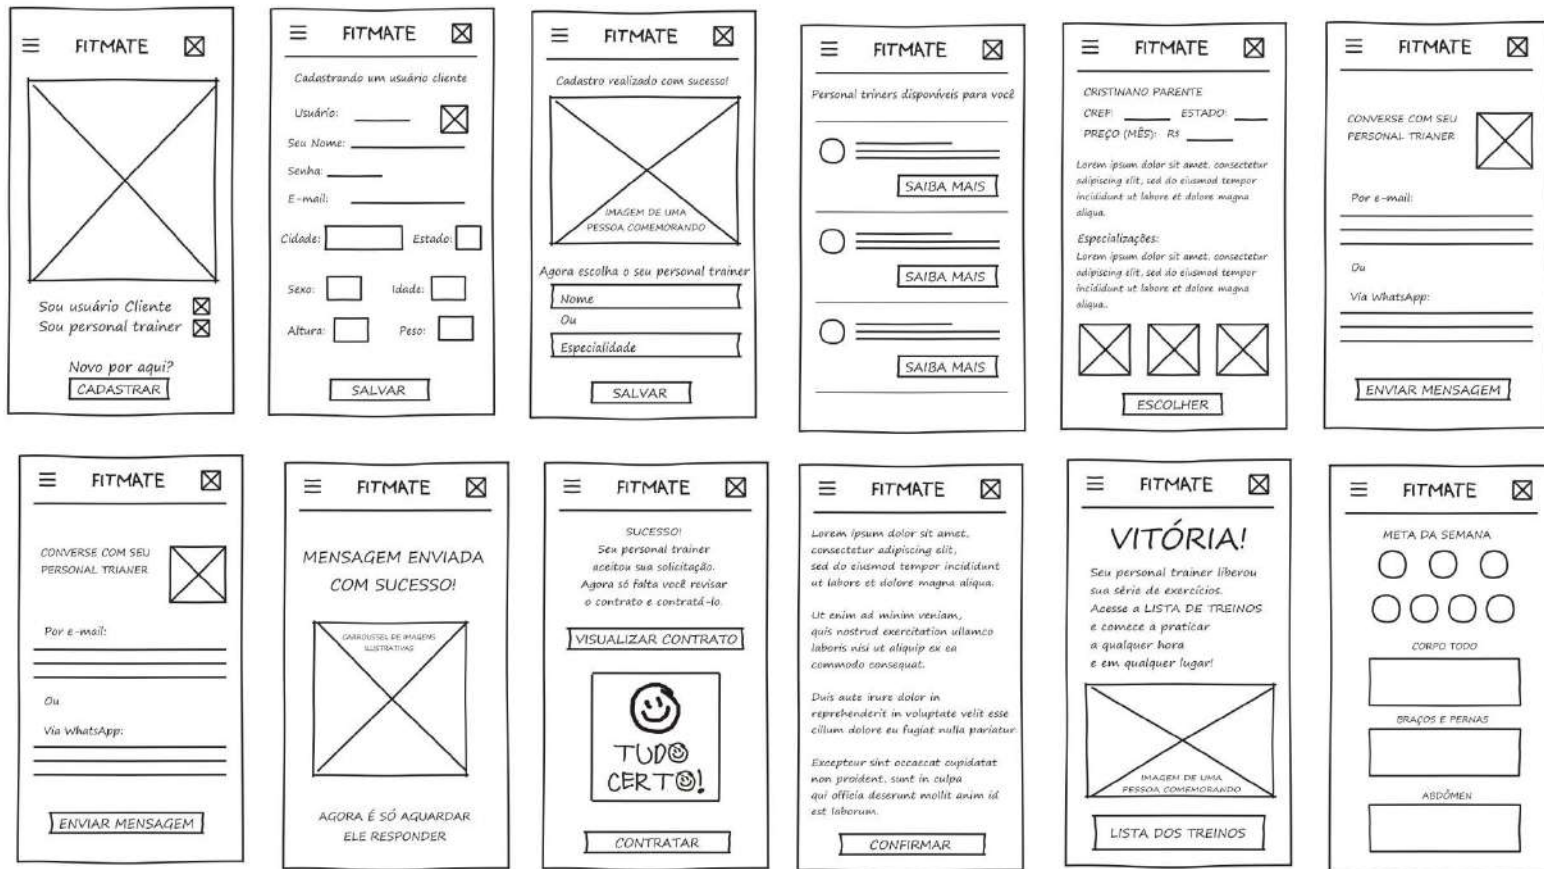 FITMATE
Sou usuário Cliente
Sou personal trainer
Novo por aqui?
CADASTRAR
FITMATE
Cadastrando um usuário cliente
Usuário:
Seu Nome:
Senha:
E-mail:
Cidade: Estado:
Sexo: Idade:
Altura: Peso:
SALVAR
FITMATE
Cadastro realizado com sucesso!
IMAGEM DE UMA
PESSOA COMEMORANDO
Agora escolha o seu personal trainer
Nome
Ou
Especialidade
SALVAR
FITMATE
Personal triners disponíveis para você
SAIBA MAIS
SAIBA MAIS
SAIBA MAIS
FITMATE
CRISTINANO PARENTE
CREF: ESTADO:
PREÇO (MÊS): R$
Lorem ipsum dolor sit amet, consectetur
adipiscing elit, sed do eiusmod tempor
incididunt ut labore et dolore magna
aliqua.
Especializações:
Lorem ipsum dolor sit amet, consectetur
adipiscing elit, sed do eiusmod tempor
incididunt ut labore et dolore magna
aliqua..
ESCOLHER
FITMATE
CONVERSE COM SEU
PERSONAL TRIANER
Por e-mail:
Ou
Via WhatsApp:
ENVIAR MENSAGEM
FITMATE
CONVERSE COM SEU
PERSONAL TRIANER
Por e-mail:
Ou
Via WhatsApp:
ENVIAR MENSAGEM
FITMATE
MENSAGEM ENVIADA
COM SUCESSO!
CARROUSSEL DE IMAGENS
ILUSTRATIVAS
AGORA É SÓ AGUARDAR
ELE RESPONDER
FITMATE
SUCESSO!
Seu personal trainer
aceitou sua solicitação.
Agora só falta você revisar
o contrato e contratá-lo.
VISUALIZAR CONTRATO
TUDO
CERTO!
CONTRATAR
FITMATE
Lorem ipsum dolor sit amet,
consectetur adipiscing elit,
sed do eiusmod tempor incididunt
ut labore et dolore magna aliqua.
Ut enim ad minim veniam,
quis nostrud exercitation ullamco
laboris nisi ut aliquip ex ea
commodo consequat.
Duis aute irure dolor in
reprehenderit in voluptate velit esse
cillum dolore eu fugiat nulla pariatur.
Excepteur sint occaecat cupidatat
non proident, sunt in culpa
qui officia deserunt mollit anim id
est laborum.
CONFIRMAR
FITMATE
VITÓRIA!
Seu personal trainer liberou
sua série de exercícios.
Acesse a LISTA DE TREINOS
e comece a praticar
a qualquer hora
e em qualquer lugar!
IMAGEM DE UMA
PESSOA COMEMORANDO
LISTA DOS TREINOS
FITMATE
META DA SEMANA
CORPO TODO
BRAÇOS E PERNAS
ABDÔMEN